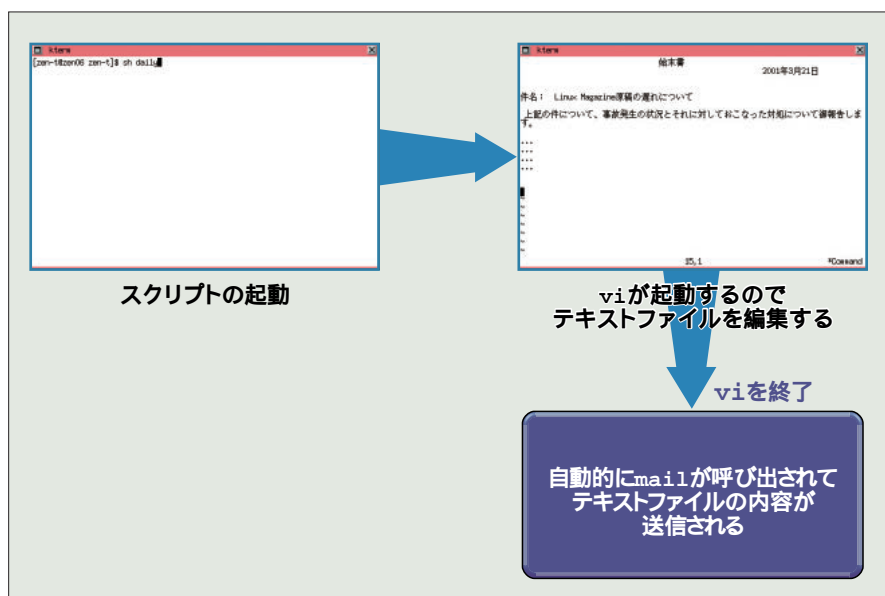 kterm
[zen-t@zen06 zen-t]$ sh daily
スクリプトの起動
kterm
始末書
2001年3月21日
件名： Linux Magazine原稿の遅れについて
上記の件について、事故発生の状況とそれに対しておこなった対処について御報告しま
す。
...
...
...
...
~
~
~
~
~
15,1 *Command
viが起動するので
テキストファイルを編集する
viを終了
自動的にmailが呼び出されて
テキストファイルの内容が
送信される